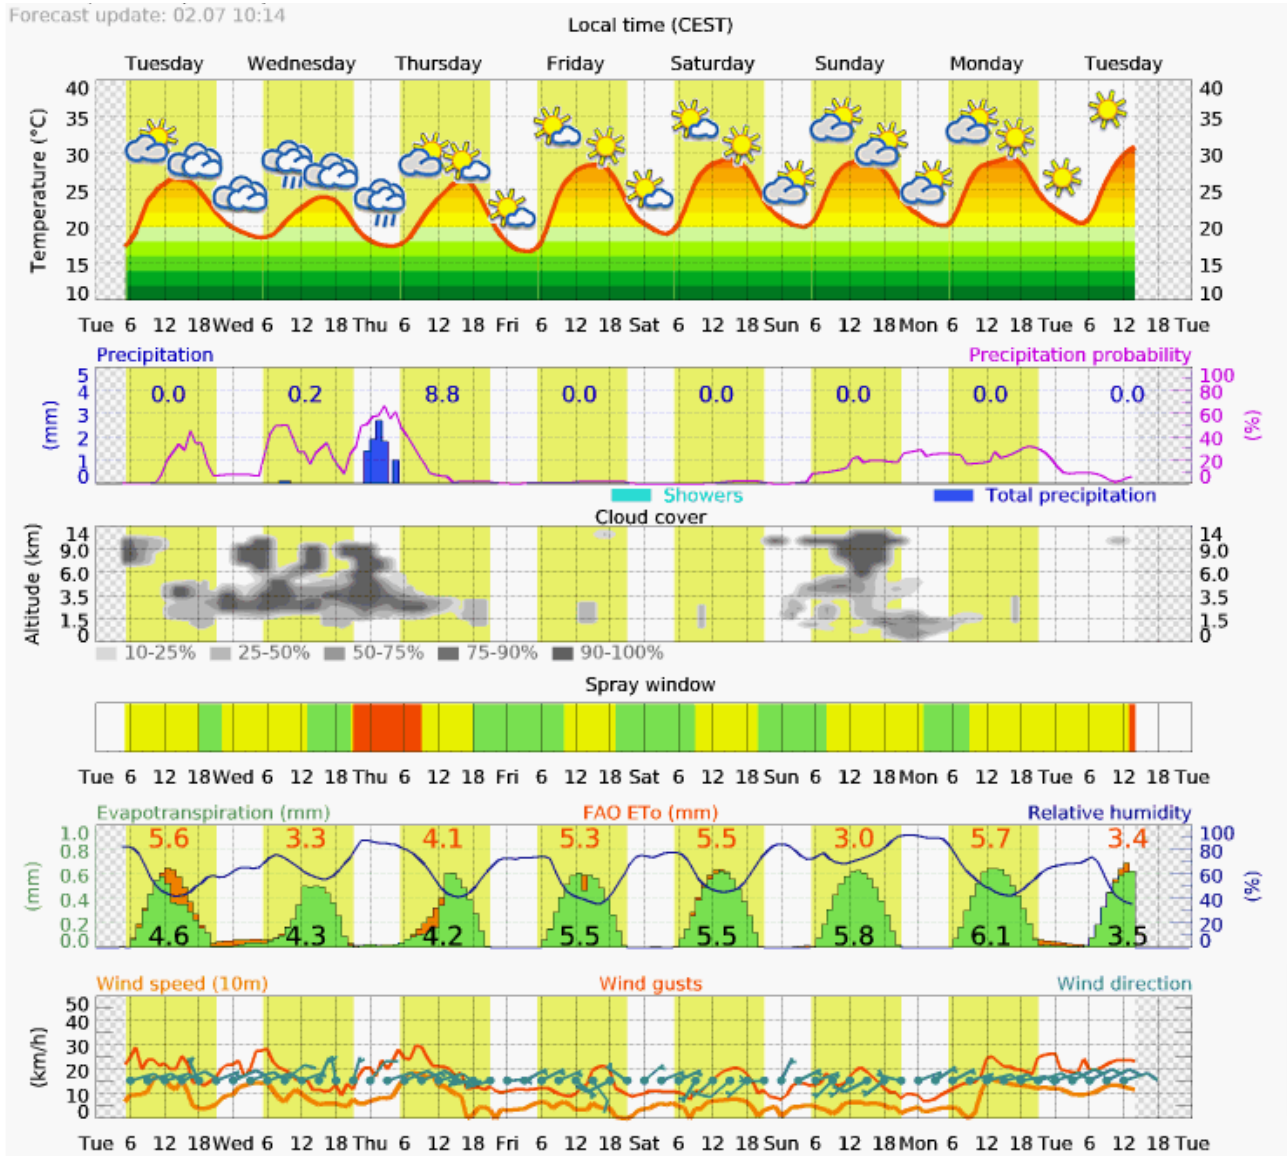 Forecast update: 02.07 10:14
Local time (CEST)
Tuesday Wednesday Thursday Friday Saturday Sunday Monday Tuesday
Temperature (°C)
40 40
35 35
30 30
25 25
20 20
15 15
10 10
Tue 6 12 18 Wed 6 12 18 Thu 6 12 18 Fri 6 12 18 Sat 6 12 18 Sun 6 12 18 Mon 6 12 18 Tue 6 12 18 Tue
Precipitation Precipitation probability
(mm) (%)
5 100
4 0.0 0.2 8.8 0.0 0.0 0.0 0.0 0.0 80
3 60
2 40
1 20
0 0
Showers Total precipitation
Cloud cover
Altitude (km)
14 14
9.0 9.0
6.0 6.0
3.5 3.5
1.5 1.5
0 0
10-25% 25-50% 50-75% 75-90% 90-100%
Spray window
Tue 6 12 18 Wed 6 12 18 Thu 6 12 18 Fri 6 12 18 Sat 6 12 18 Sun 6 12 18 Mon 6 12 18 Tue 6 12 18 Tue
Evapotranspiration (mm) FAO ETo (mm) Relative humidity
(mm) (%)
1.0 5.6 3.3 4.1 5.3 5.5 3.0 5.7 3.4 100
0.8 80
0.6 60
0.4 40
0.2 20
0.0 4.6 4.3 4.2 5.5 5.5 5.8 6.1 3.5 0
Wind speed (10m) Wind gusts Wind direction
(km/h)
50
40
30
20
10
0
Tue 6 12 18 Wed 6 12 18 Thu 6 12 18 Fri 6 12 18 Sat 6 12 18 Sun 6 12 18 Mon 6 12 18 Tue 6 12 18 Tue